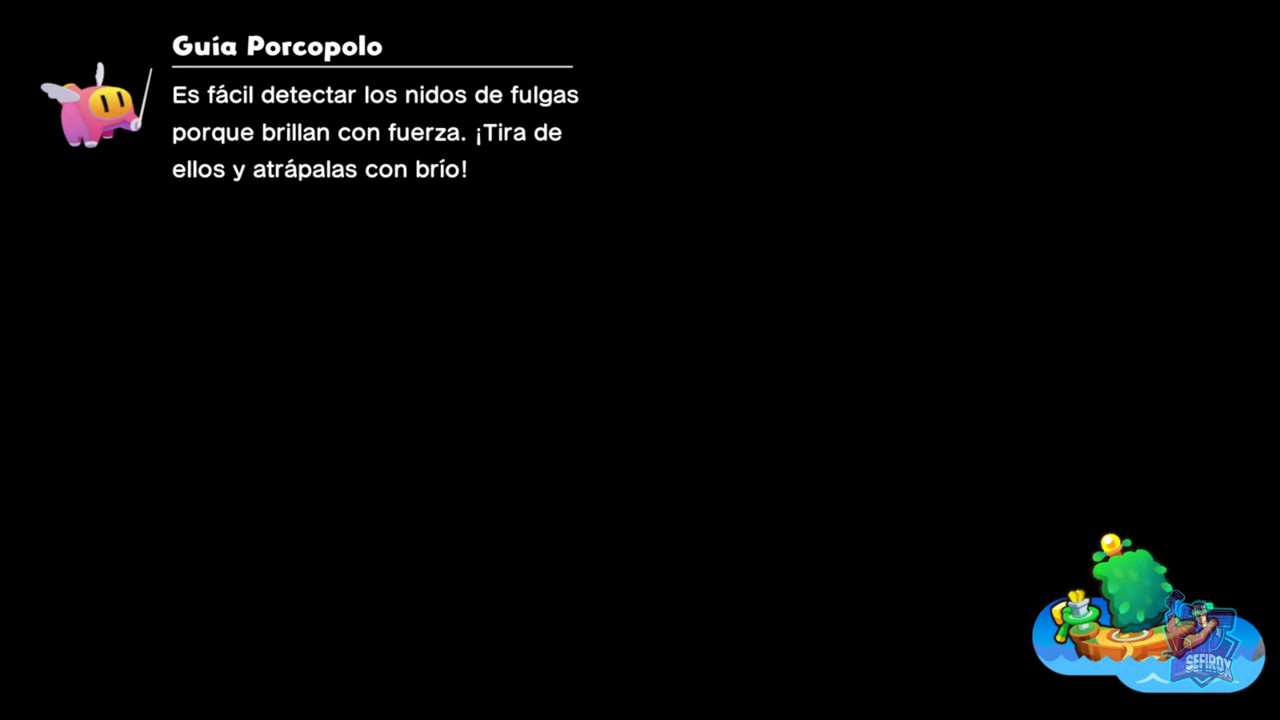 Guía Porcopolo
Es fácil detectar los nidos de fulgas
porque brillan con fuerza. ¡Tira de
ellos y atrápalas con brío!
SEFIROX